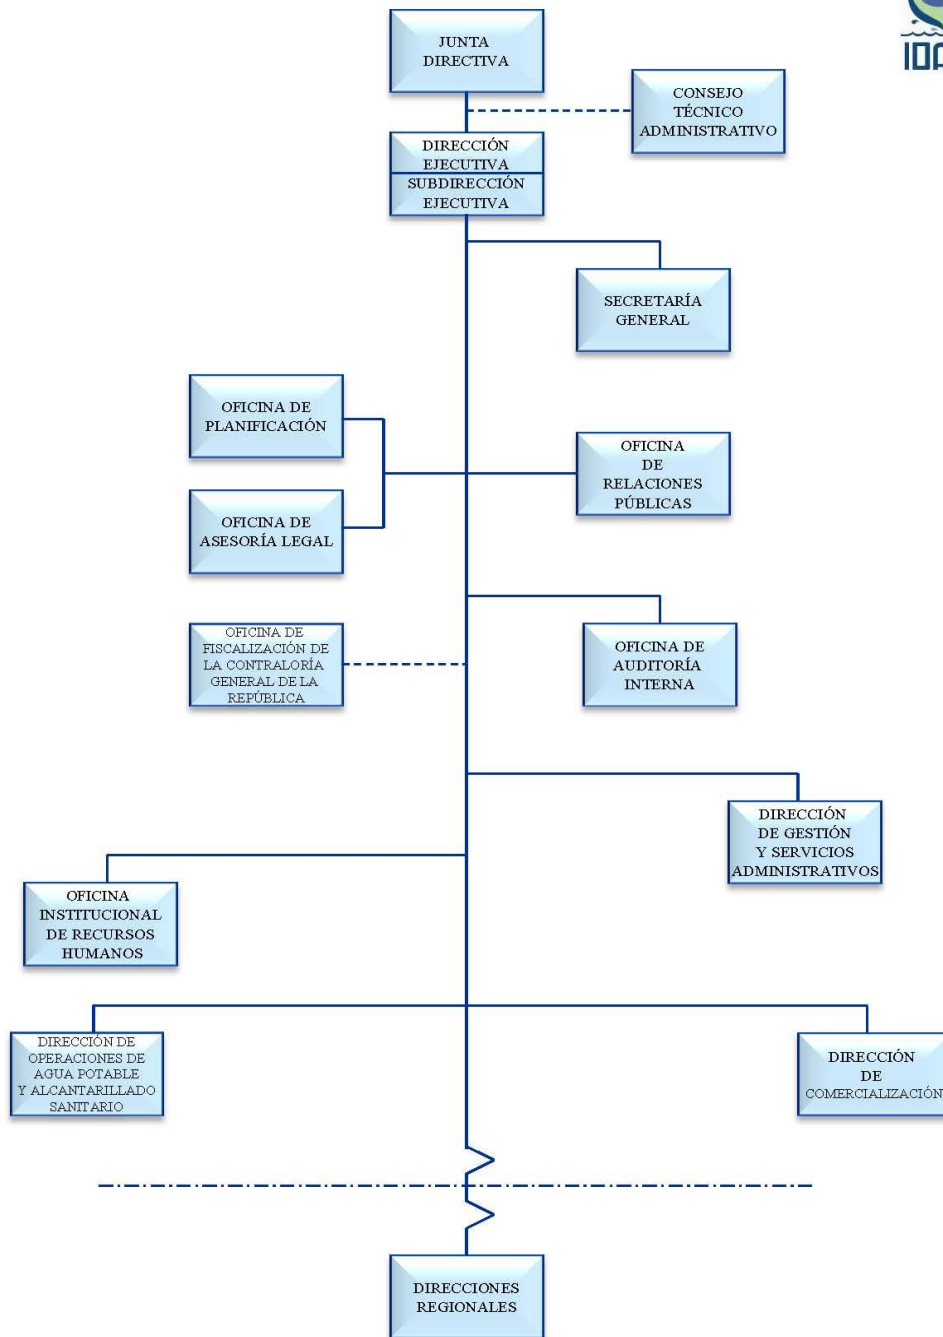 JUNTA
DIRECTIVA
CONSEJO
TÉCNICO
ADMINISTRATIVO
DIRECCIÓN
EJECUTIVA
SUBDIRECCIÓN
EJECUTIVA
SECRETARÍA
GENERAL
OFICINA DE
PLANIFICACIÓN
OFICINA
DE
RELACIONES
PÚBLICAS
OFICINA DE
ASESORÍA LEGAL
OFICINA DE
FISCALIZACIÓN DE
LA CONTRALORÍA
GENERAL DE LA
REPÚBLICA
OFICINA DE
AUDITORÍA
INTERNA
DIRECCIÓN
DE GESTIÓN
Y SERVICIOS
ADMINISTRATIVOS
OFICINA
INSTITUCIONAL
DE RECURSOS
HUMANOS
DIRECCIÓN DE
OPERACIONES DE
AGUA POTABLE
Y ALCANTARILLADO
SANITARIO
DIRECCIÓN
DE
COMERCIALIZACIÓN
DIRECCIONES
REGIONALES